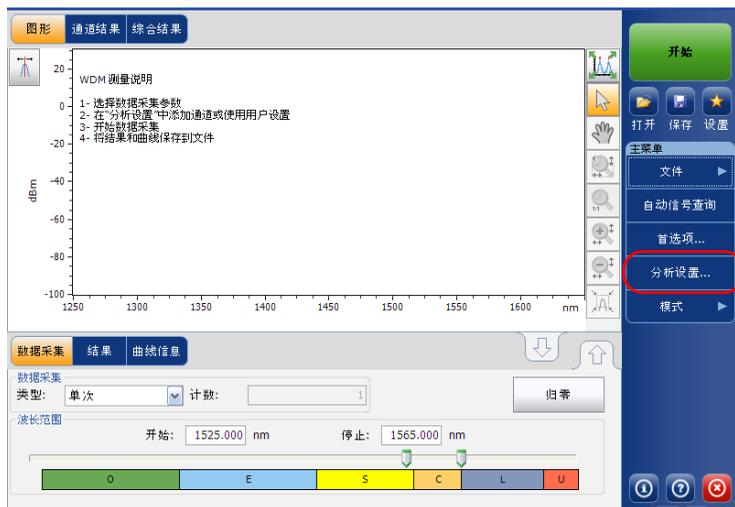 图形 通道结果 综合结果
WDM 测量说明
1- 选择数据采集参数
2- 在"分析设置"中添加通道或使用用户设置
3- 开始数据采集
4- 将结果和曲线保存到文件
dBm
20
0
-20
-40
-60
-80
-100
1250 1300 1350 1400 1450 1500 1550 1600 nm
1:1
数据采集 结果 曲线信息
数据采集
类型: 单次 计数: 1 归零
波长范围
开始: 1525.000 nm 停止: 1565.000 nm
O E S C L U
开始
打开 保存 设置
主菜单
文件
自动信号查询
首选项...
分析设置...
模式